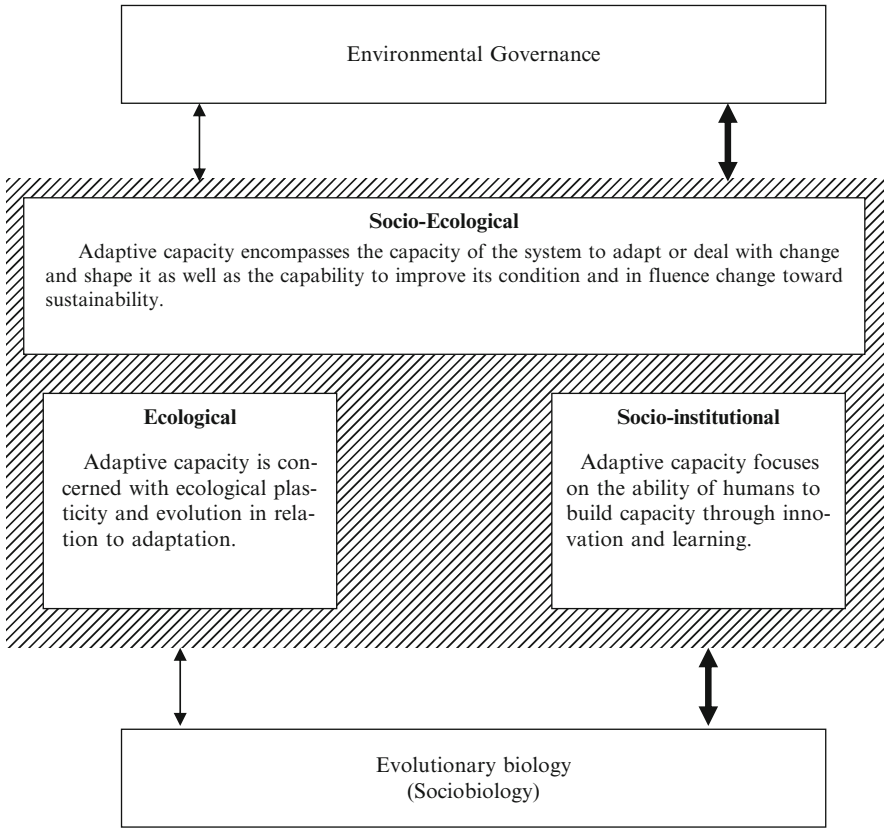 Environmental Governance
Socio-Ecological
Adaptive capacity encompasses the capacity of the system to adapt or deal with change
and shape it as well as the capability to improve its condition and in fluence change toward
sustainability.
Ecological
Adaptive capacity is con-
cerned with ecological plas-
ticity and evolution in rela-
tion to adaptation.
Socio-institutional
Adaptive capacity focuses
on the ability of humans to
build capacity through inno-
vation and learning.
Evolutionary biology
(Sociobiology)